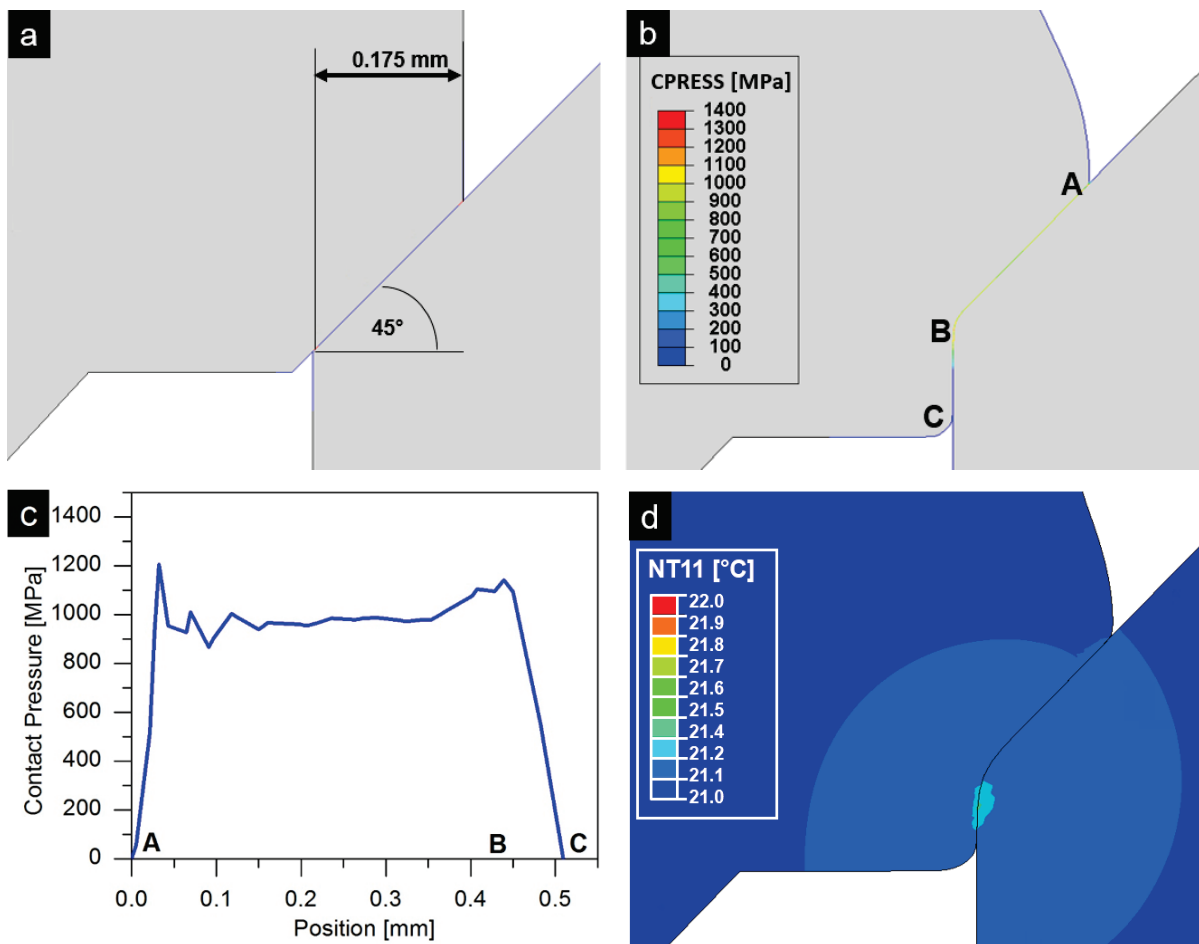 a
0.175 mm
45°
b
CPRESS [MPa]
1400
1300
1200
1100
1000
900
800
700
600
500
400
300
200
100
0
A
B
C
c
Contact Pressure [MPa]
1400
1200
1000
800
600
400
200
0
A
B
C
0.0
0.1
0.2
0.3
0.4
0.5
Position [mm]
d
NT11 [°C]
22.0
21.9
21.8
21.7
21.6
21.5
21.4
21.2
21.1
21.0